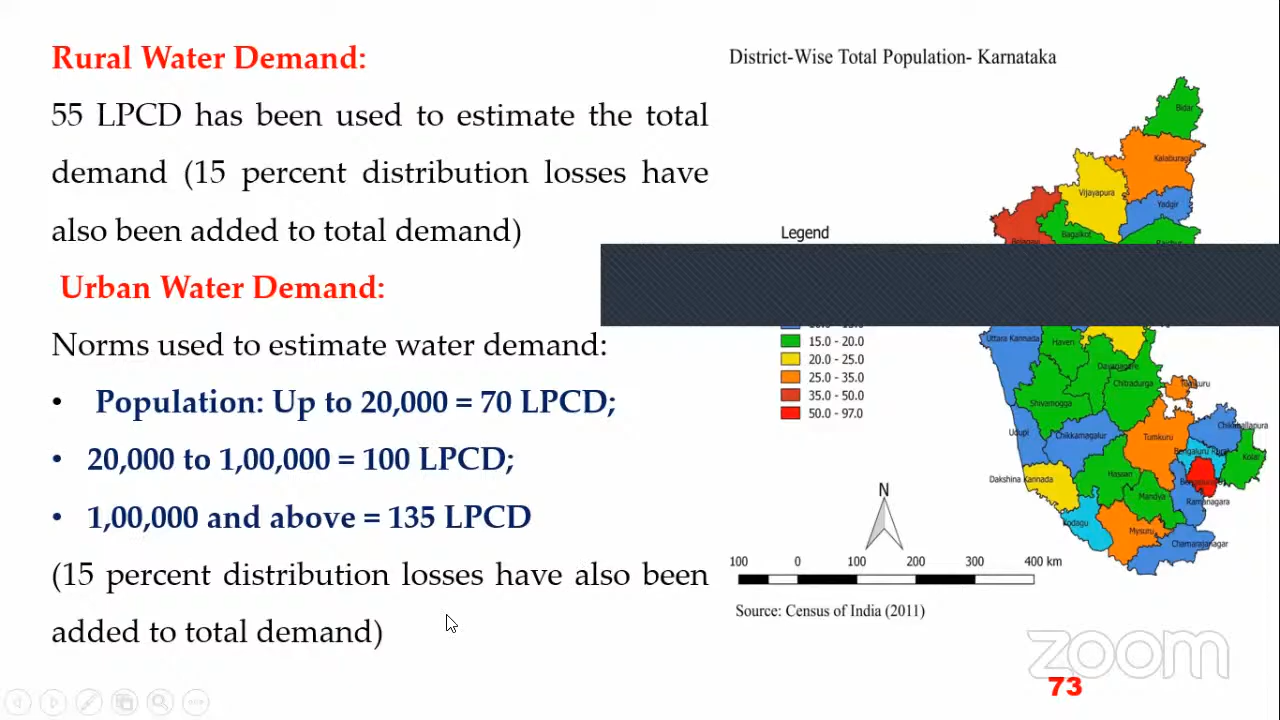 Rural Water Demand:
55 LPCD has been used to estimate the total
demand (15 percent distribution losses have
also been added to total demand)
Urban Water Demand:
Norms used to estimate water demand:
• Population: Up to 20,000 = 70 LPCD;
• 20,000 to 1,00,000 = 100 LPCD;
• 1,00,000 and above = 135 LPCD
(15 percent distribution losses have also been
added to total demand)
District-Wise Total Population- Karnataka
Bidar
Kalaburagi
Vijayapura
Yadgir
Bagalkot
Legend
15.0 - 20.0
20.0 - 25.0
25.0 - 35.0
35.0 - 50.0
50.0 - 97.0
Uttara Kannada
Haveri
Davanagere
Chitradurga
Tumkuru
Shivamogga
Udupi
Chikkamagalur
Tumkuru
Chikaballapura
Kolar
Dakshina Kannada
Hassan
Mandya
Ramanagara
Kodagu
Mysuru
Chamarajanagar
N
100 0 100 200 300 400 km
Source: Census of India (2011)
zoom
73